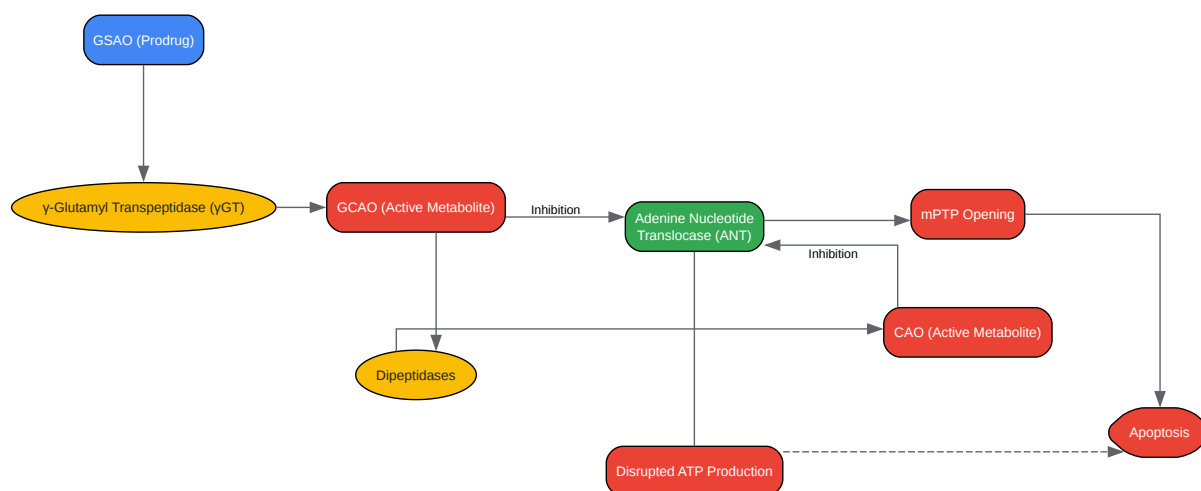 GSAO (Prodrug)
γ-Glutamyl Transpeptidase (γGT)
GCAO (Active Metabolite)
Inhibition
Adenine Nucleotide
Translocase (ANT)
mPTP Opening
Inhibition
CAO (Active Metabolite)
Dipeptidases
Apoptosis
Disrupted ATP Production